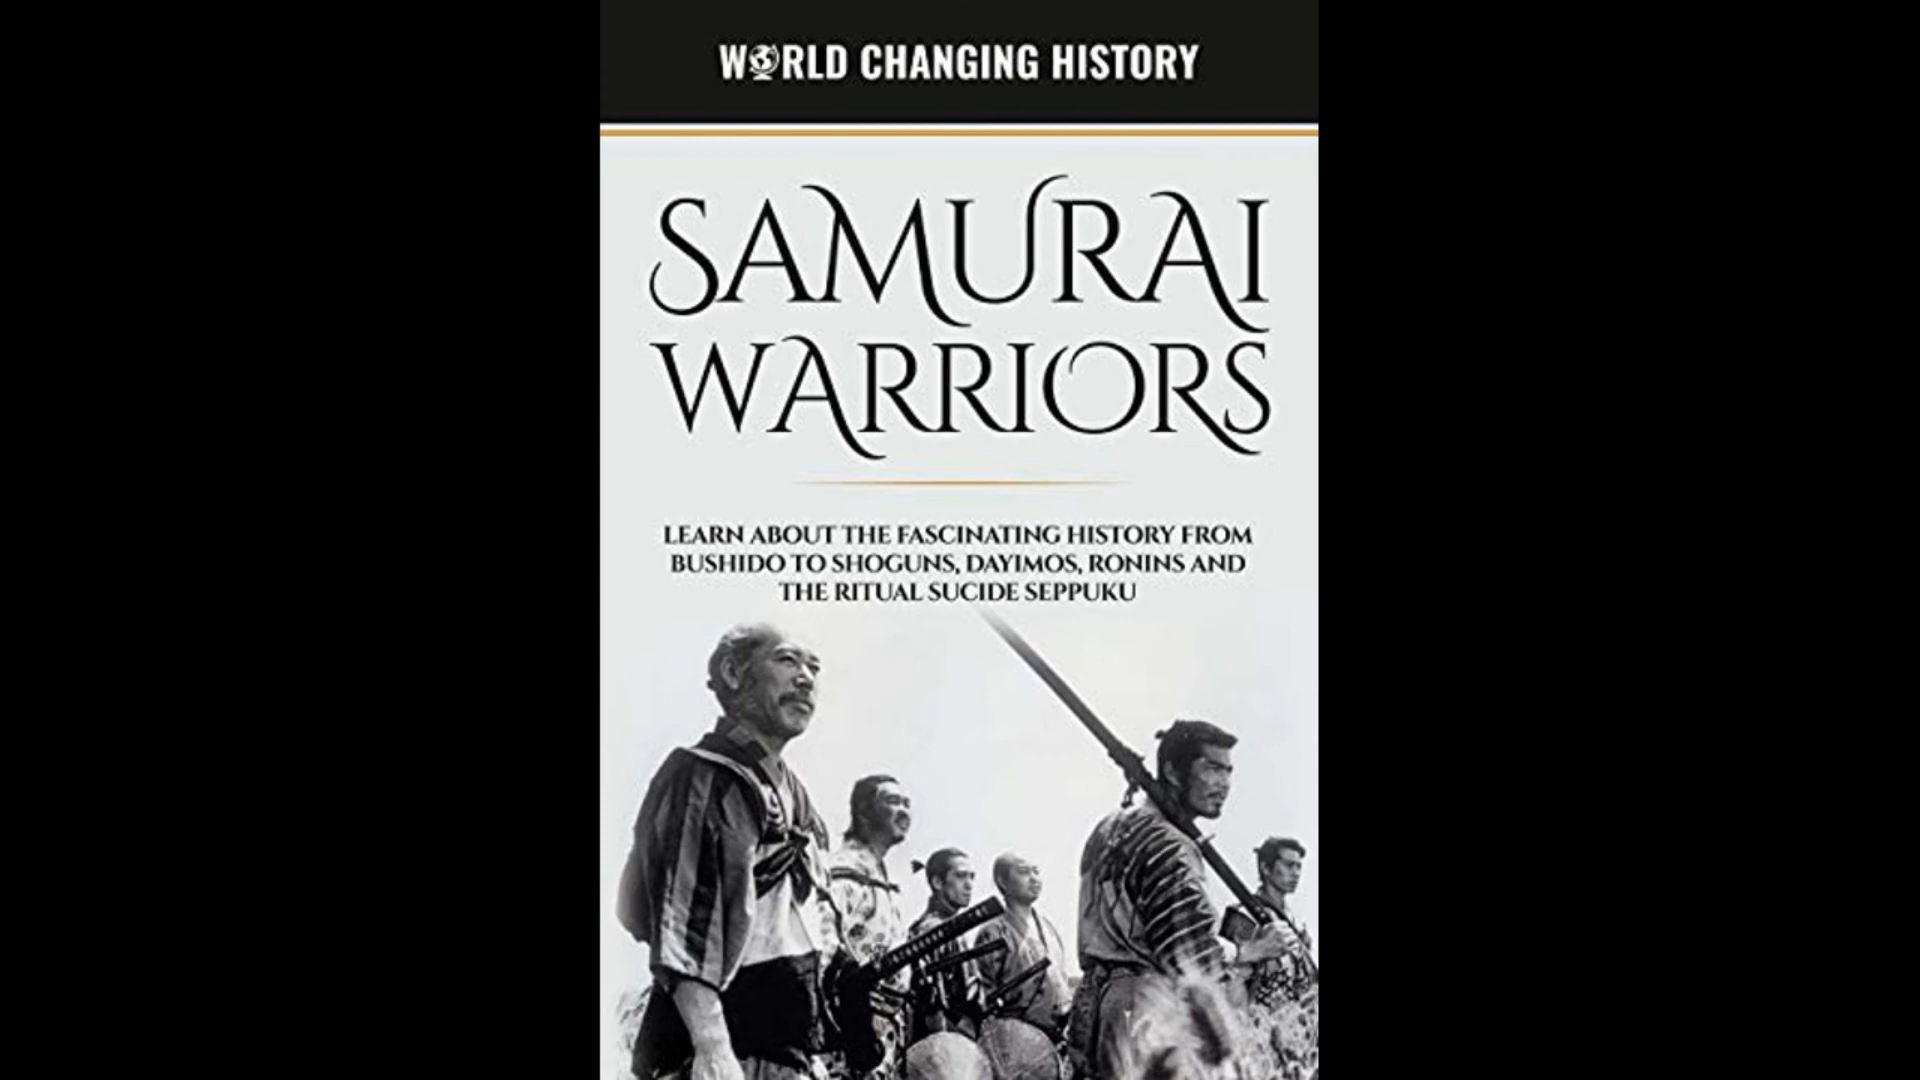 WORLD CHANGING HISTORY
SAMURAI
WARRIORS
LEARN ABOUT THE FASCINATING HISTORY FROM
BUSHIDO TO SHOGUNS, DAYIMOS, RONINS AND
THE RITUAL SUCIDE SEPPUKU